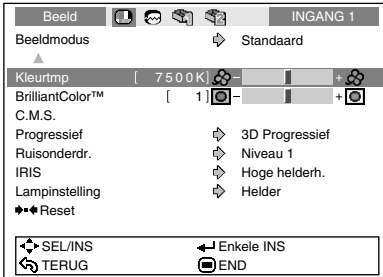 Beeld INGANG 1
Beeldmodus Standaard
Kleurtmp [ 7500K] - +
BrilliantColor™ [ 1] - +
C.M.S.
Progressief 3D Progressief
Ruisonderdr. Niveau 1
IRIS Hoge helderh.
Lampinstelling Helder
Reset
SEL/INS Enkele INS
TERUG END